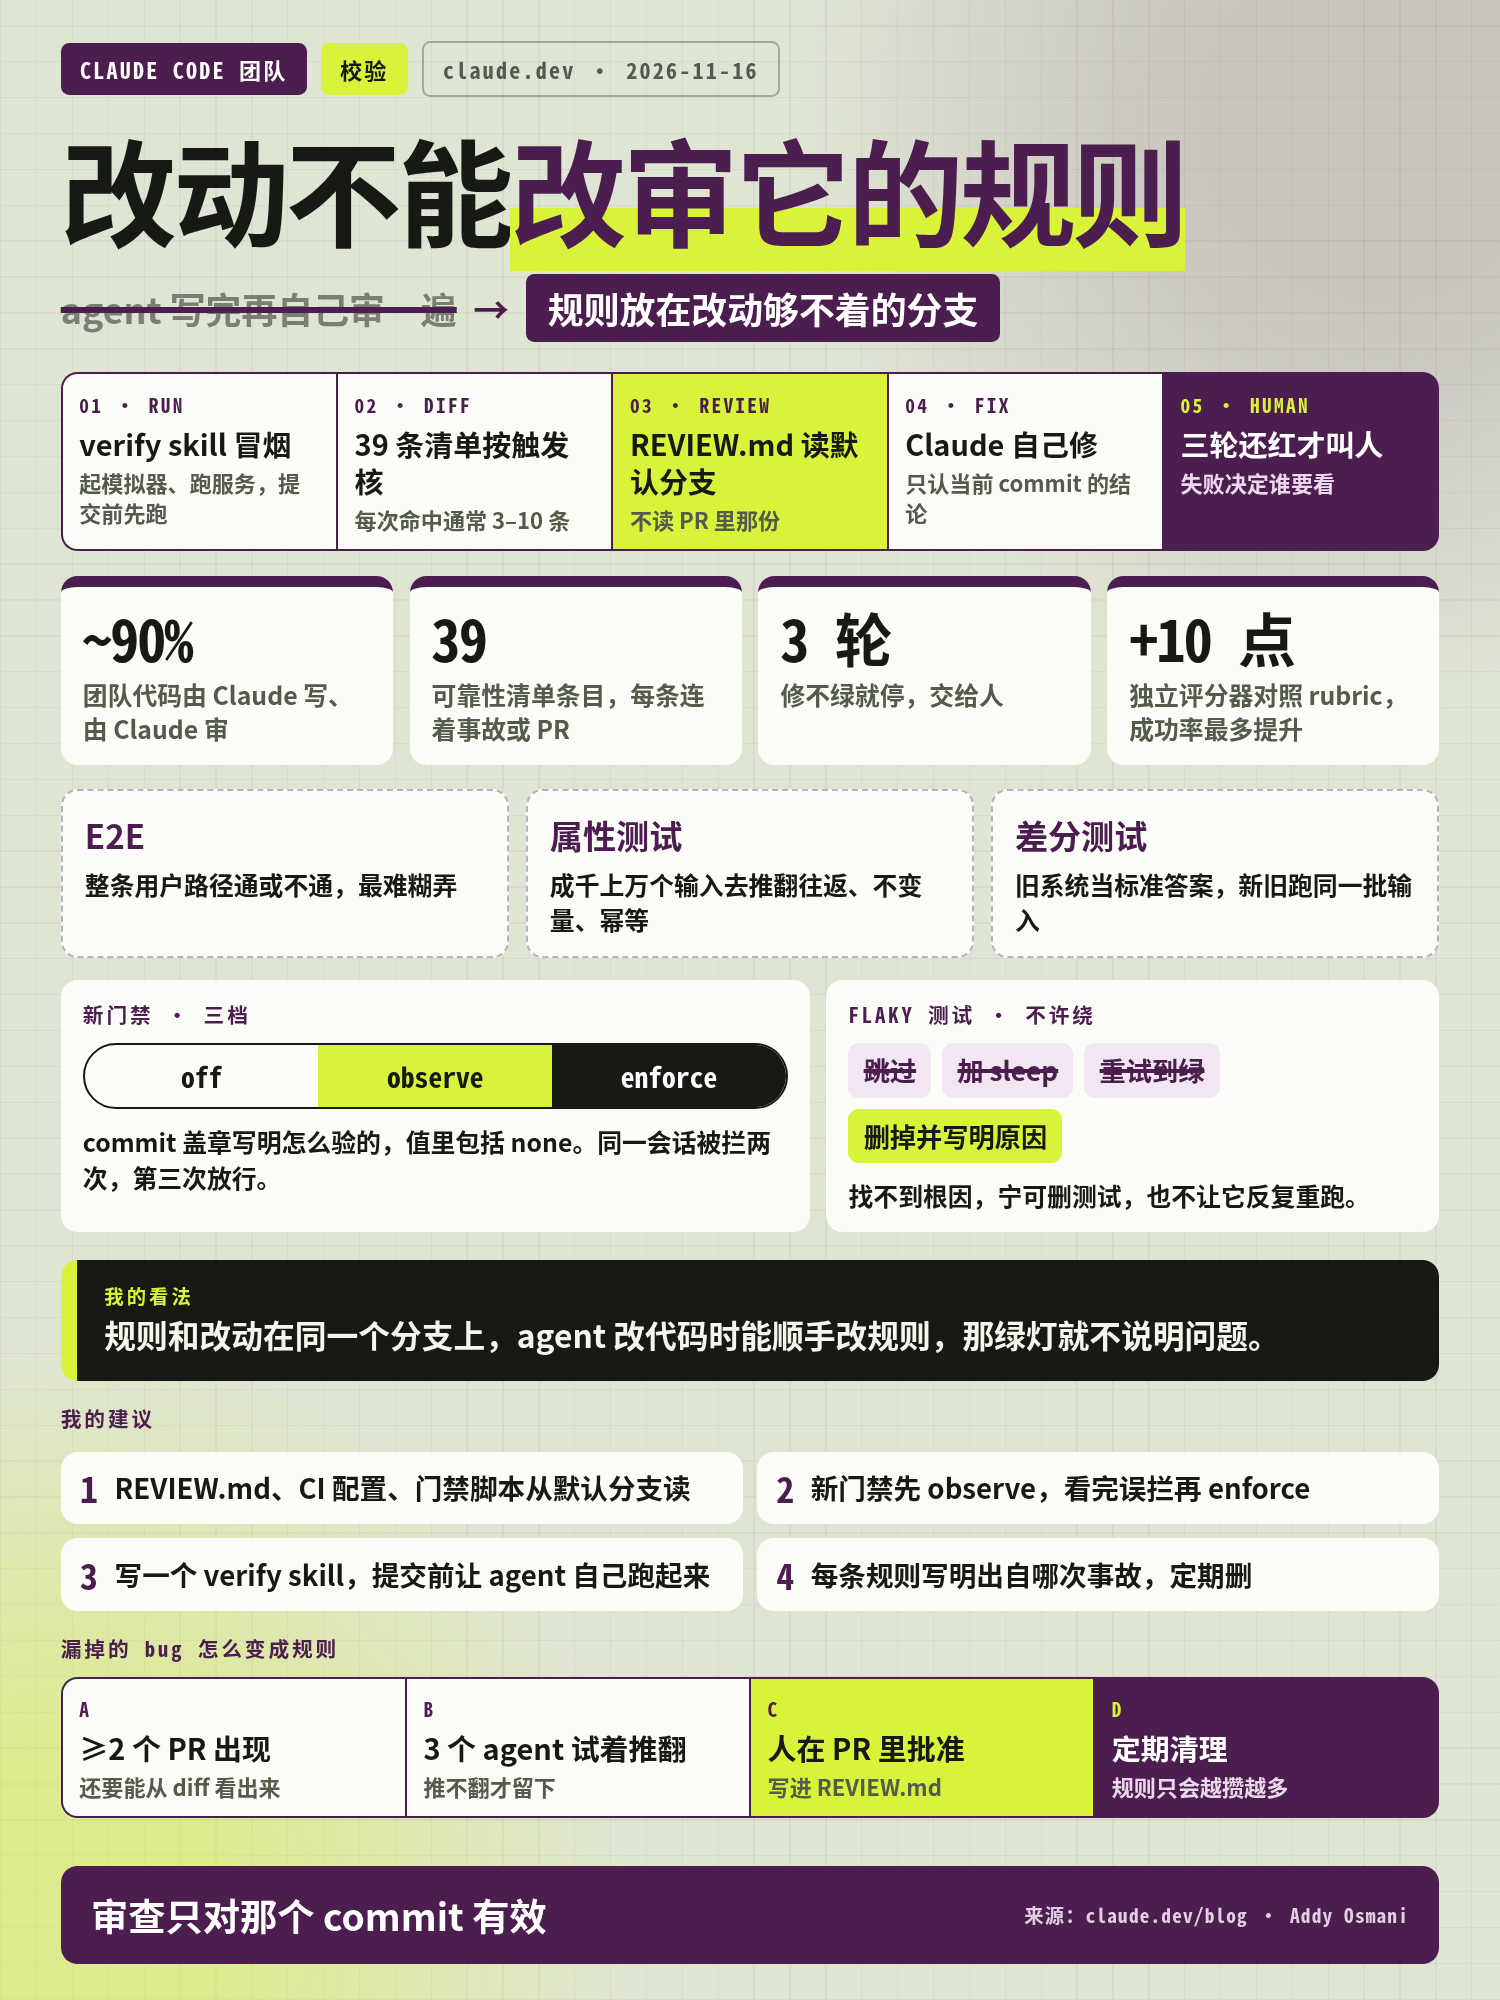 CLAUDE CODE 团队
校验
claude.dev · 2026-11-16
改动不能改审它的规则
agent 写完再自己审一遍 → 规则放在改动够不着的分支
01 · RUN
verify skill 冒烟
起模拟器、跑服务，提
交前先跑
02 · DIFF
39 条清单按触发
核
每次命中通常 3–10 条
03 · REVIEW
REVIEW.md 读默
认分支
不读 PR 里那份
04 · FIX
Claude 自己修
只认当前 commit 的结
论
05 · HUMAN
三轮还红才叫人
失败决定谁要看
~90%
团队代码由 Claude 写、
由 Claude 审
39
可靠性清单条目，每条连
着事故或 PR
3 轮
修不绿就停，交给人
+10 点
独立评分器对照 rubric，
成功率最多提升
E2E
整条用户路径通或不通，最难糊弄
属性测试
成千上万个输入去推翻往返、不变
量、幂等
差分测试
旧系统当标准答案，新旧跑同一批输
入
新门禁 · 三档
off
observe
enforce
commit 盖章写明怎么验的，值里包括 none。同一会话被拦两
次，第三次放行。
FLAKY 测试 · 不许绕
跳过
加 sleep
重试到绿
删掉并写明原因
找不到根因，宁可删测试，也不让它反复重跑。
我的看法
规则和改动在同一个分支上，agent 改代码时能顺手改规则，那绿灯就不说明问题。
我的建议
1 REVIEW.md、CI 配置、门禁脚本从默认分支读
2 新门禁先 observe，看完误拦再 enforce
3 写一个 verify skill，提交前让 agent 自己跑起来
4 每条规则写明出自哪次事故，定期删
漏掉的 bug 怎么变成规则
A
≥2 个 PR 出现
还要能从 diff 看出来
B
3 个 agent 试着推翻
推不翻才留下
C
人在 PR 里批准
写进 REVIEW.md
D
定期清理
规则只会越攒越多
审查只对那个 commit 有效
来源：claude.dev/blog · Addy Osmani